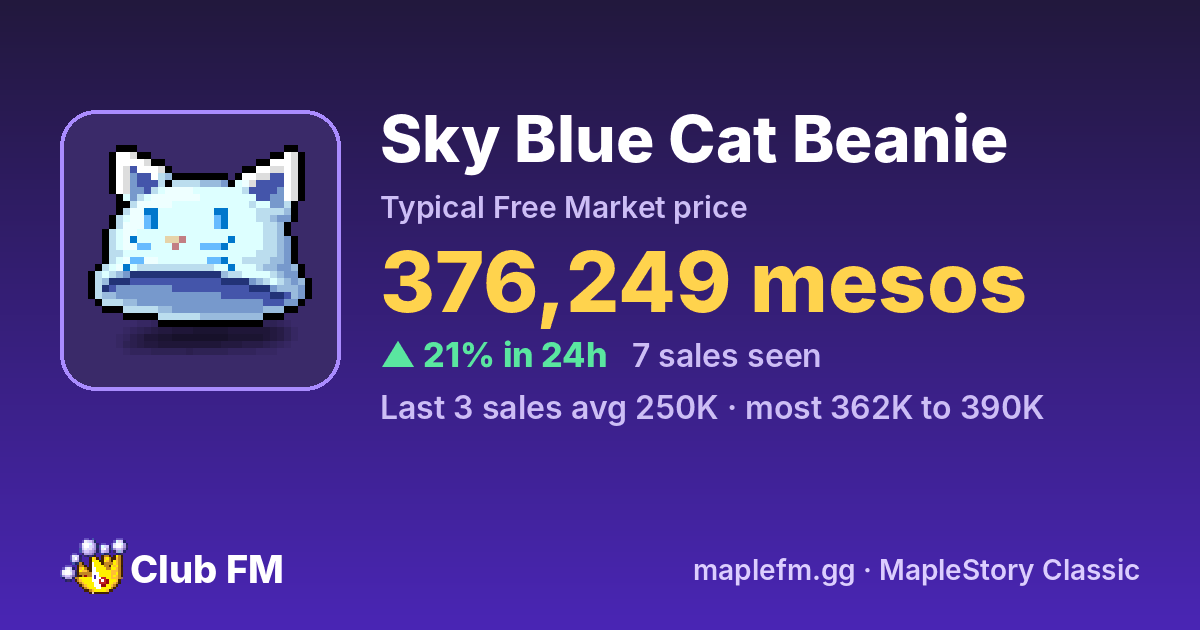 Sky Blue Cat Beanie
Typical Free Market price
376,249 mesos
▲ 21% in 24h 7 sales seen
Last 3 sales avg 250K · most 362K to 390K
Club FM
maplefm.gg · MapleStory Classic